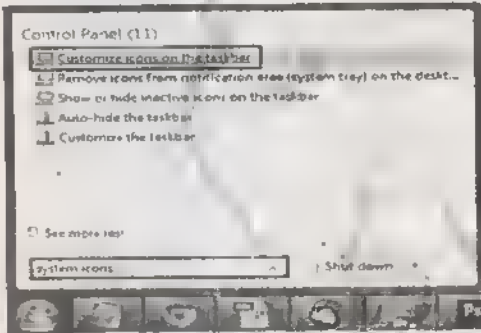 Control Panel (11)
Customize icons on the taskbar
Remove icons from notification area (system tray) on the deskt...
Show or hide inactive icons on the taskbar
Auto-hide the taskbar
Customize the taskbar
See more res
system icons
Shut down
Ps